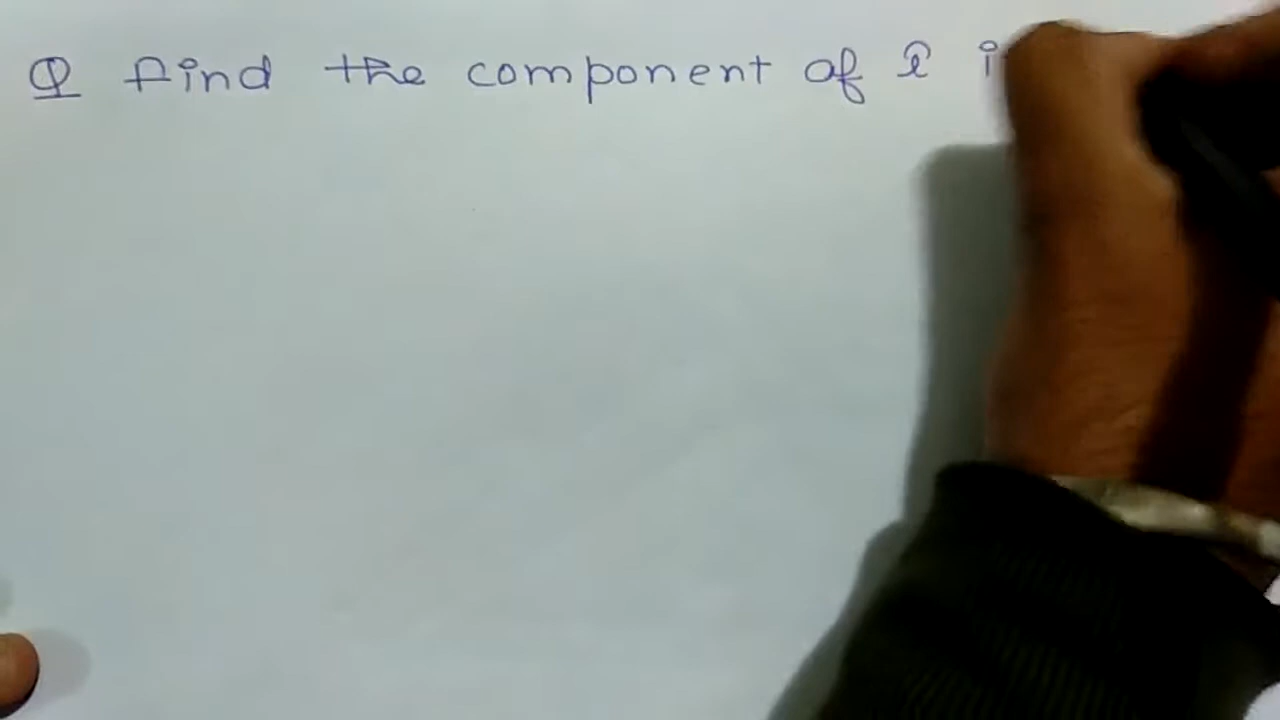 Q find the component of î i